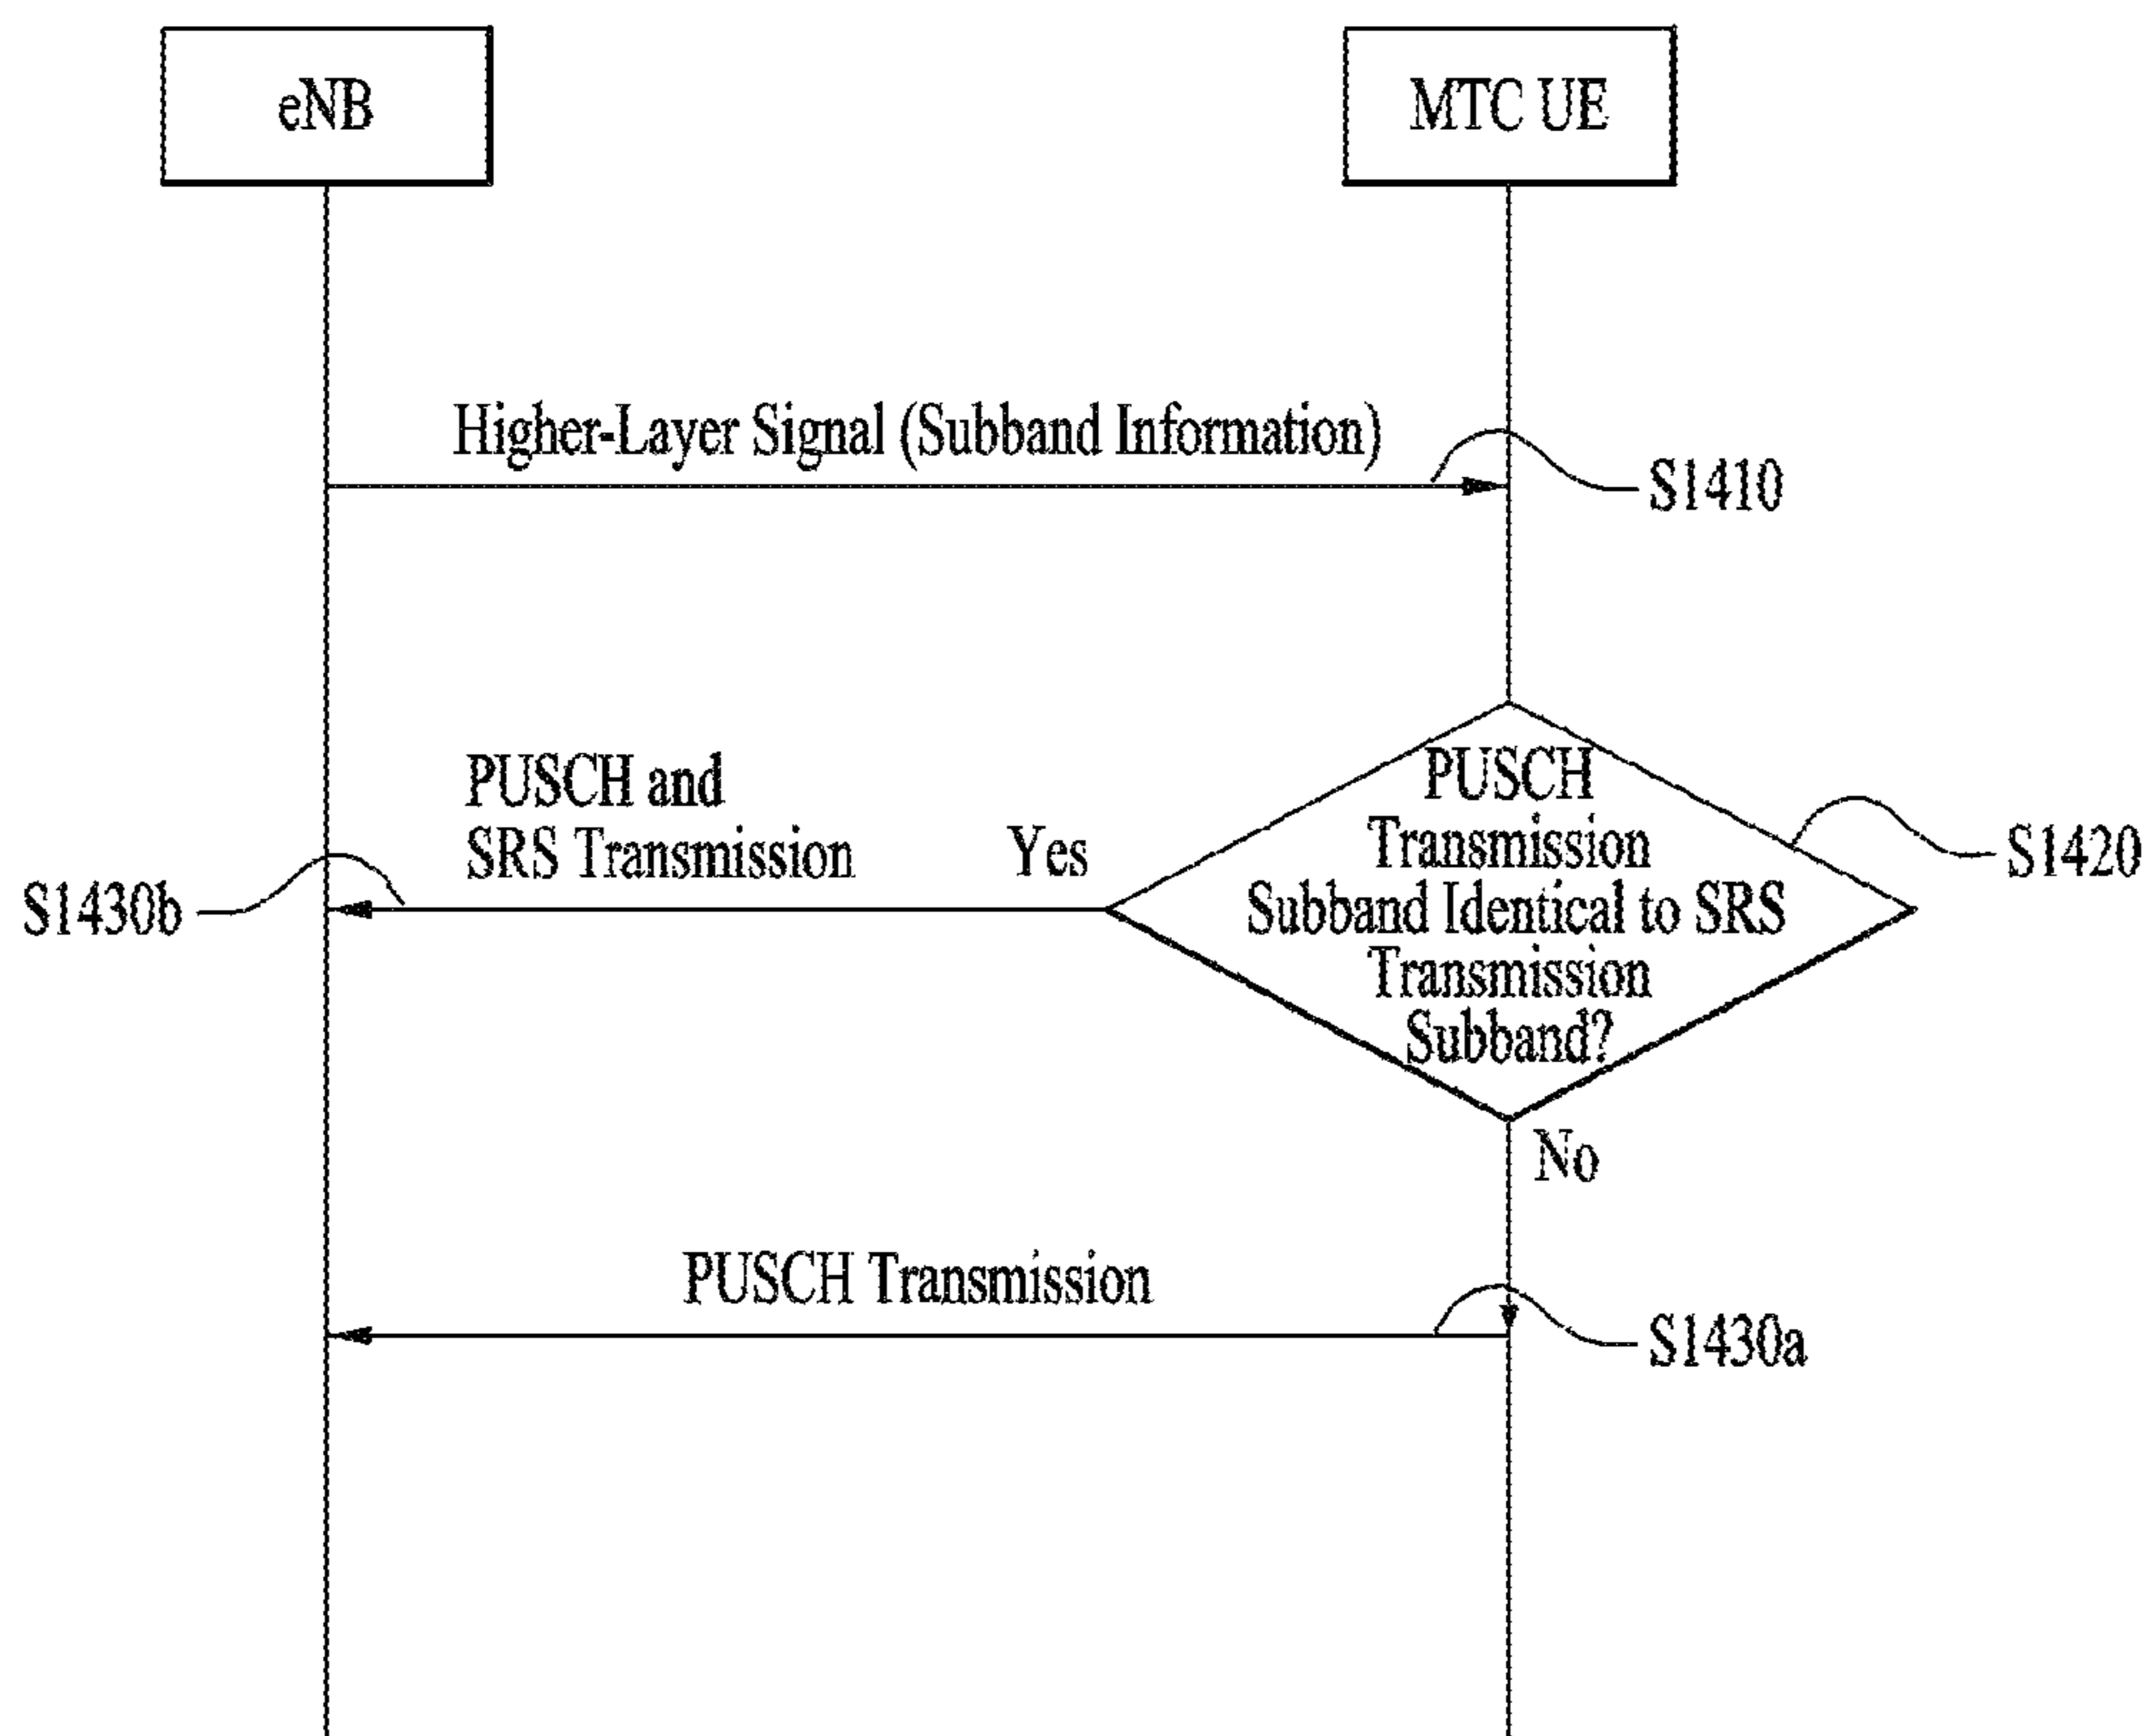 eNB
MTC UE
Higher-Layer Signal (Subband Information)
S1410
PUSCH and
SRS Transmission
Yes
PUSCH
Transmission
Subband Identical to SRS
Transmission
Subband?
S1420
S1430b
No
PUSCH Transmission
S1430a